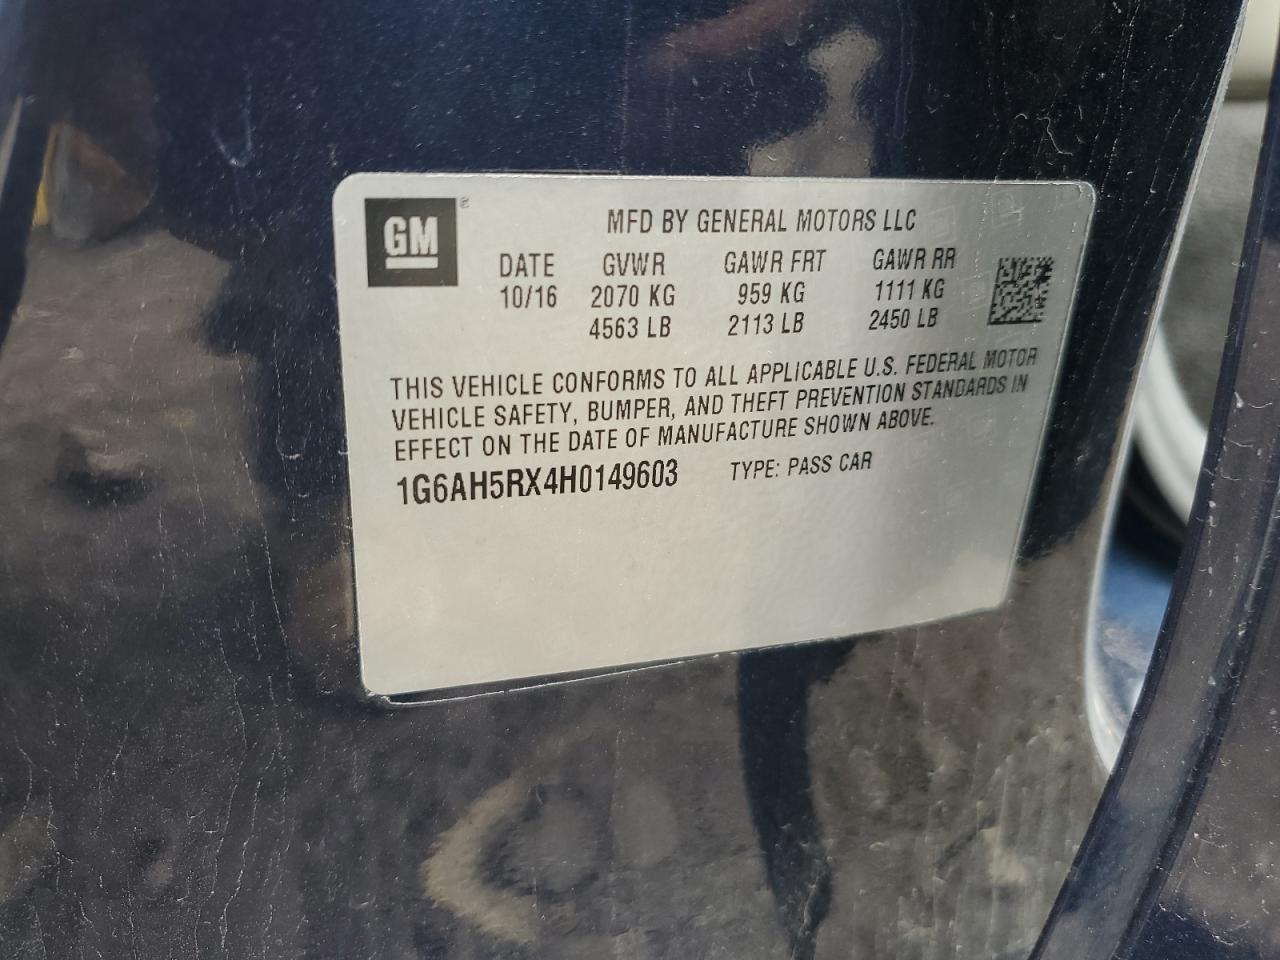 GM®
MFD BY GENERAL MOTORS LLC
DATE GVWR GAWR FRT GAWR RR
10/16 2070 KG 959 KG 1111 KG
4563 LB 2113 LB 2450 LB
THIS VEHICLE CONFORMS TO ALL APPLICABLE U.S. FEDERAL MOTOR
VEHICLE SAFETY, BUMPER, AND THEFT PREVENTION STANDARDS IN
EFFECT ON THE DATE OF MANUFACTURE SHOWN ABOVE.
1G6AH5RX4H0149603 TYPE: PASS CAR